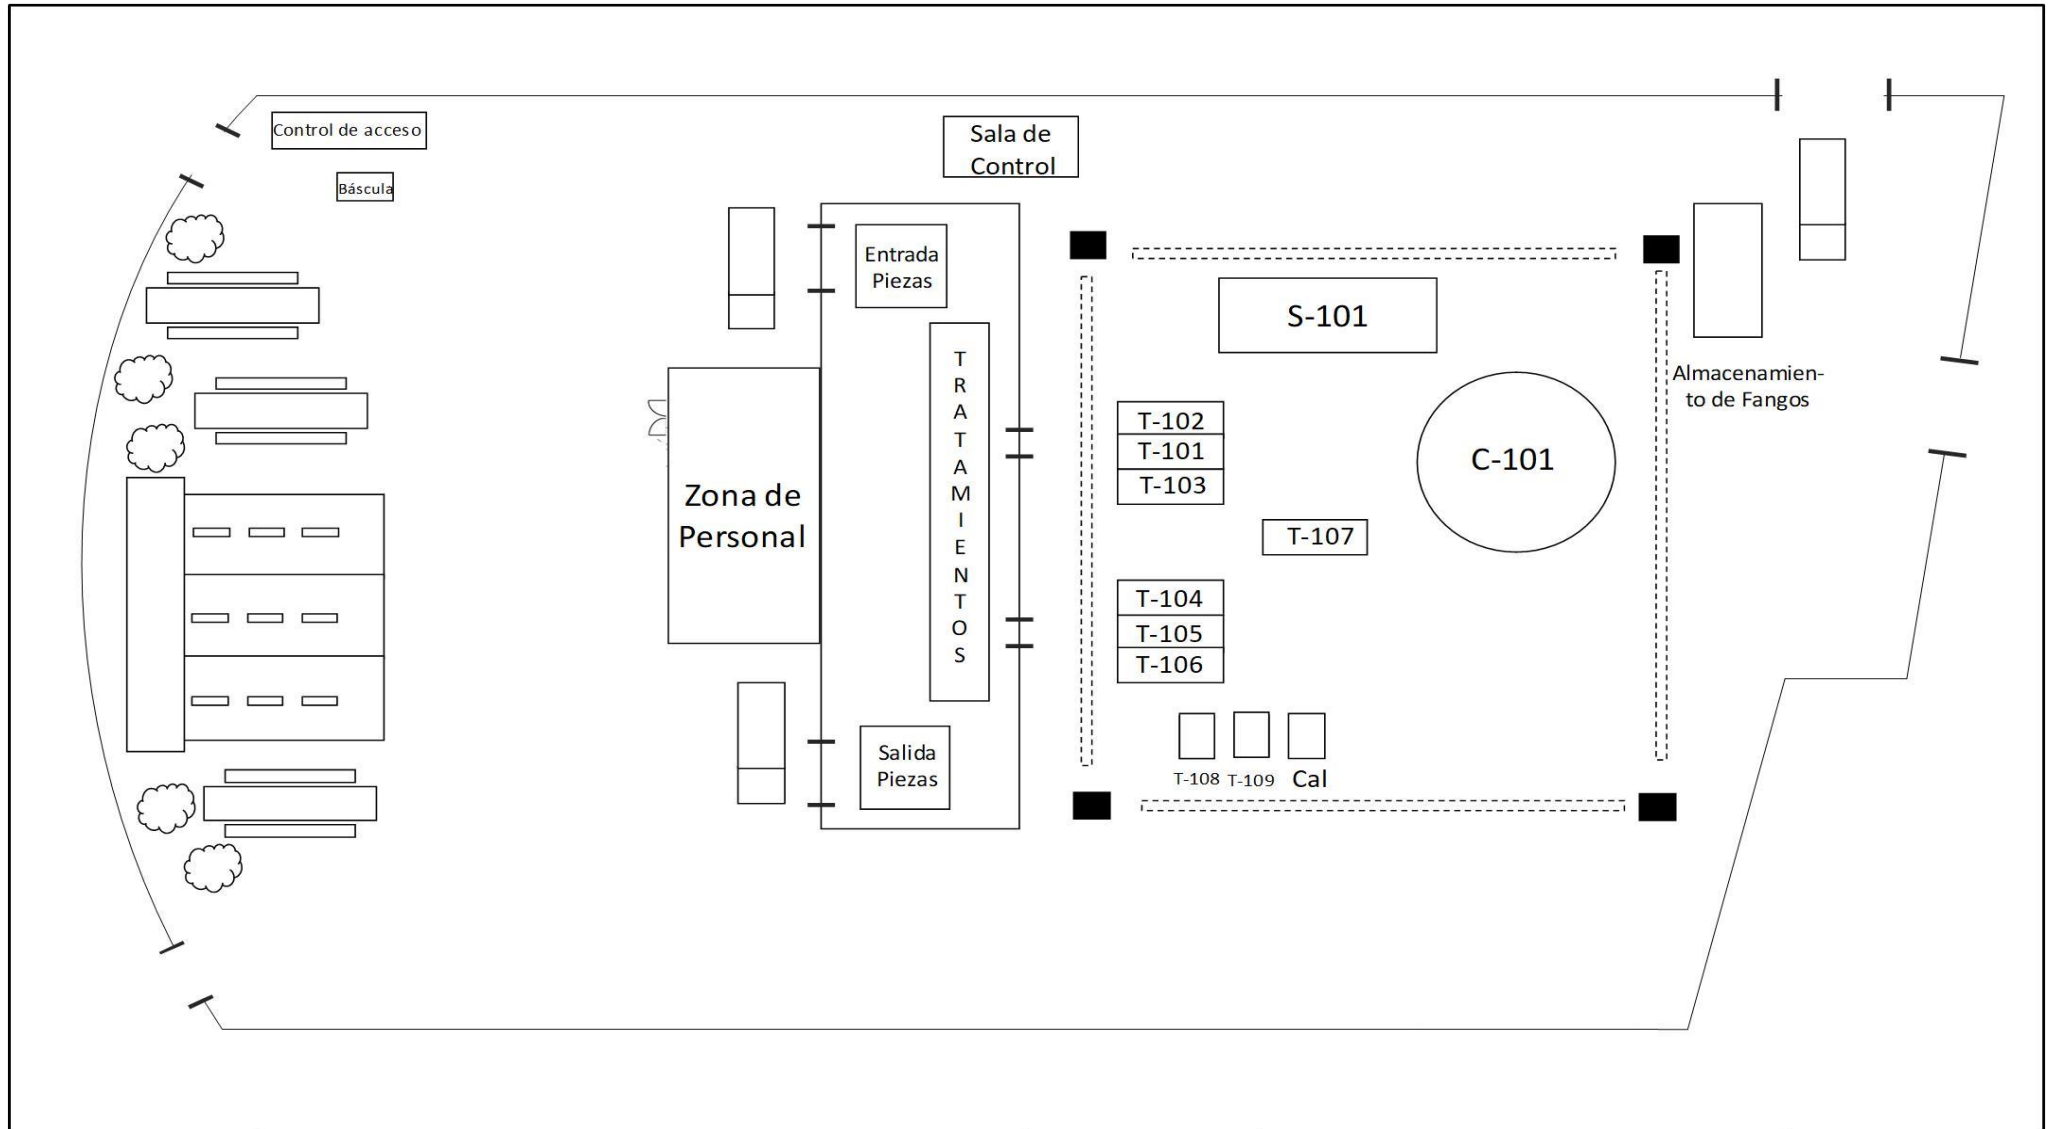 Control de acceso
Báscula
Sala de
Control
Entrada
Piezas
S-101
TRATAMIENTOS
Almacenamien-
to de Fangos
T-102
T-101
T-103
C-101
Zona de
Personal
T-107
T-104
T-105
T-106
Salida
Piezas
T-108
T-109
Cal